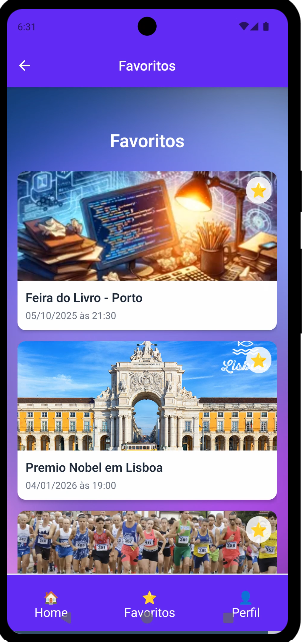 6:31
Favoritos
Favoritos
Feira do Livro - Porto
05/10/2025 às 21:30
Premio Nobel em Lisboa
04/01/2026 às 19:00
Home
Favoritos
Perfil